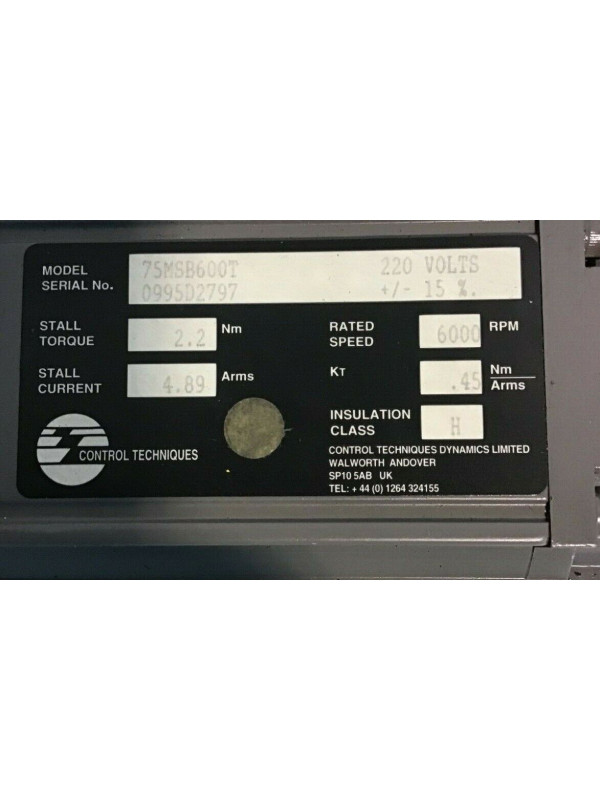 MODEL 75MSB600T 220 VOLTS
SERIAL No. 0995D2797 +/- 15 %.
STALL TORQUE 2.2 Nm
RATED SPEED 6000 RPM
STALL CURRENT 4.89 Arms
KT .45 Nm/Arms
INSULATION CLASS H
CONTROL TECHNIQUES
CONTROL TECHNIQUES DYNAMICS LIMITED
WALWORTH ANDOVER
SP10 5AB UK
TEL: + 44 (0) 1264 324155